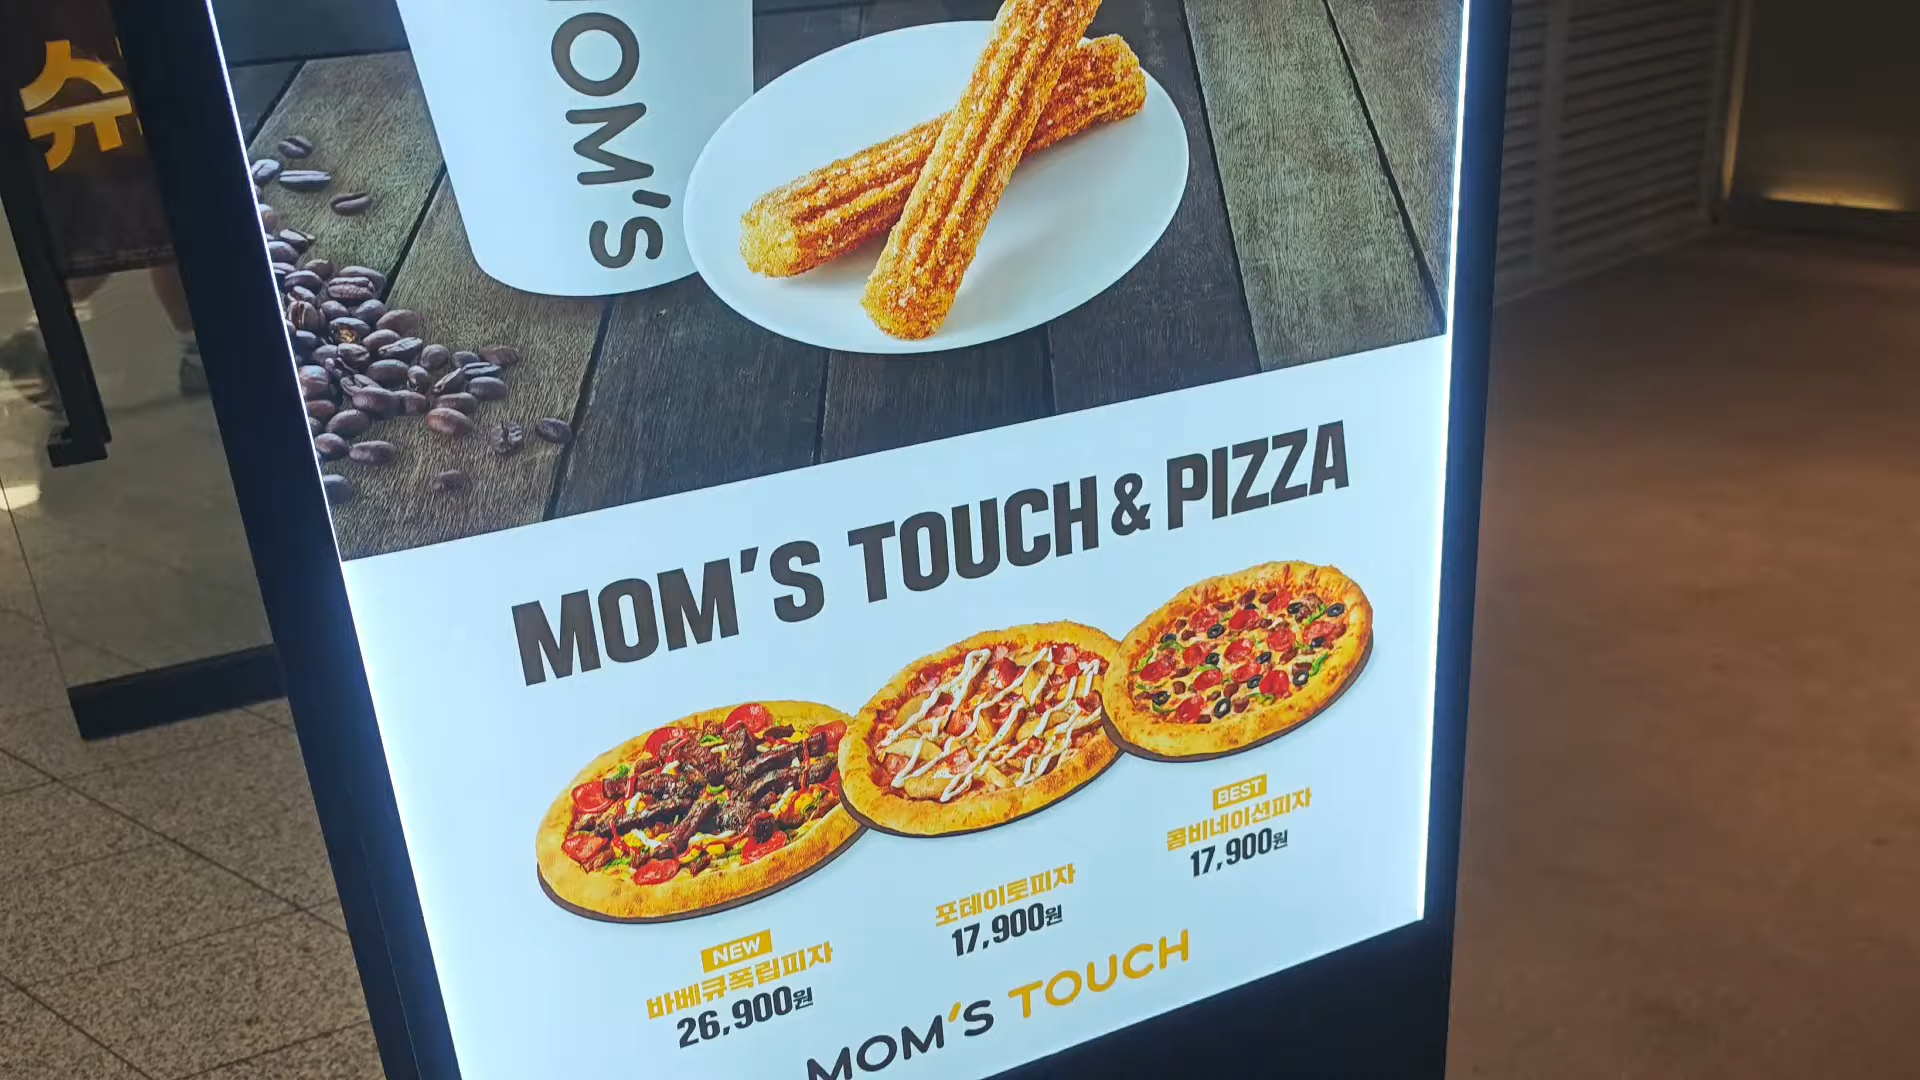 슈
MOM'S
MOM'S TOUCH & PIZZA
NEW
바베큐폭립피자
26,900원
포테이토피자
17,900원
BEST
콤비네이션피자
17,900원
MOM'S TOUCH